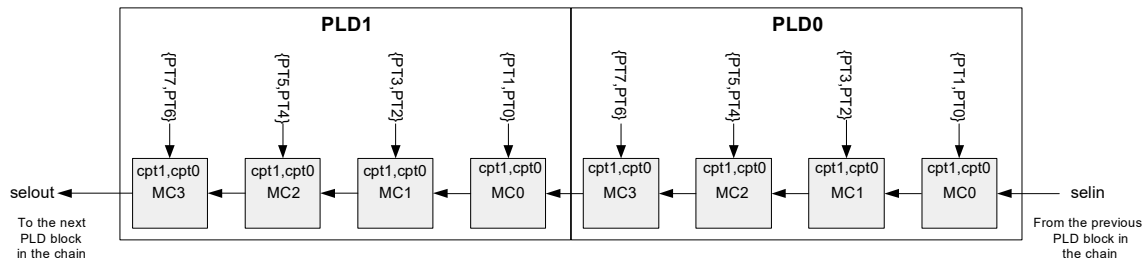 PLD1
PLD0
{PT7,PT6}
{PT5,PT4}
{PT3,PT2}
{PT1,PT0}
{PT7,PT6}
{PT5,PT4}
{PT3,PT2}
{PT1,PT0}
cpt1,cpt0
MC3
cpt1,cpt0
MC2
cpt1,cpt0
MC1
cpt1,cpt0
MC0
cpt1,cpt0
MC3
cpt1,cpt0
MC2
cpt1,cpt0
MC1
cpt1,cpt0
MC0
selout
To the next
PLD block
in the chain
selin
From the previous
PLD block in
the chain